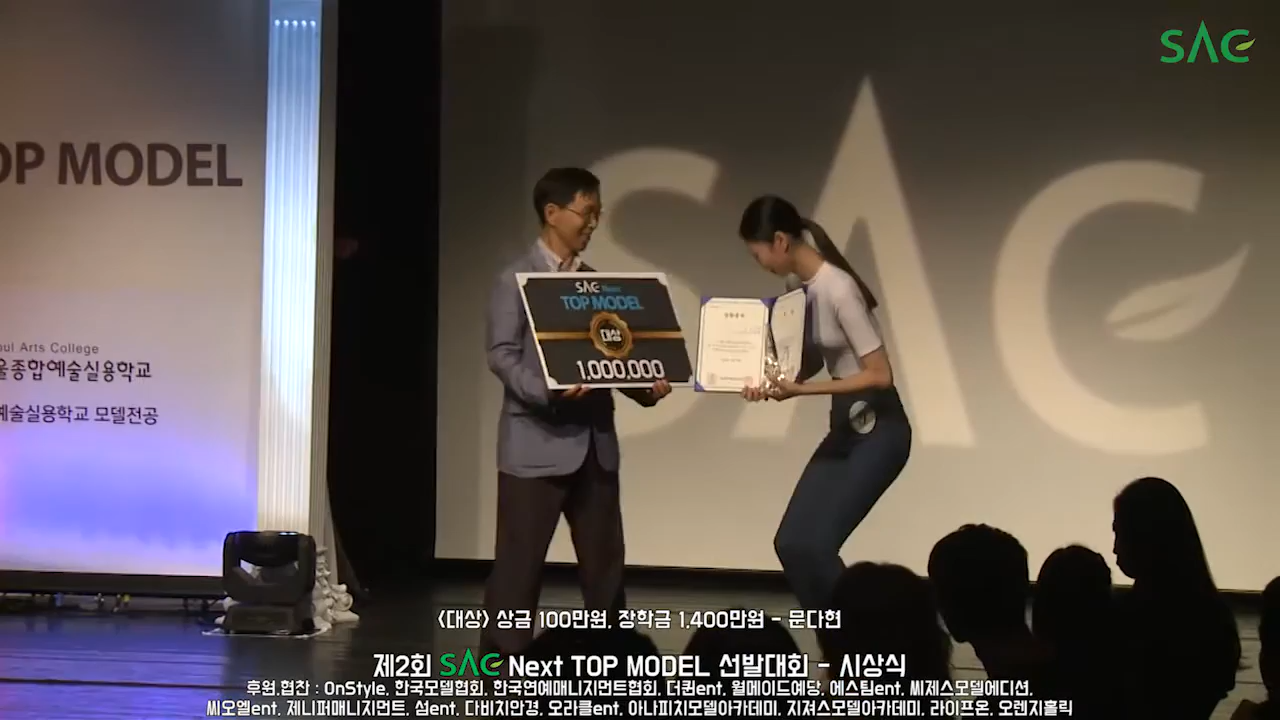 SAC
OP MODEL
SAC
SAC Next
TOP MODEL
대상
1,000,000
oul Arts College
울종합예술실용학교
예술실용학교 모델전공
<대상> 상금 100만원, 장학금 1,400만원 - 문다현
제2회 SAC Next TOP MODEL 선발대회 - 시상식
후원,협찬 : OnStyle, 한국모델협회, 한국연예매니지먼트협회, 더퀸ent, 월메이드예당, 에스팀ent, 씨제스모델에디션,
씨오엘ent, 제니퍼매니지먼트, 섬ent, 다비치안경, 오라클ent, 아나피치모델아카데미, 지져스모델아카데미, 라이프온, 오렌지홀릭